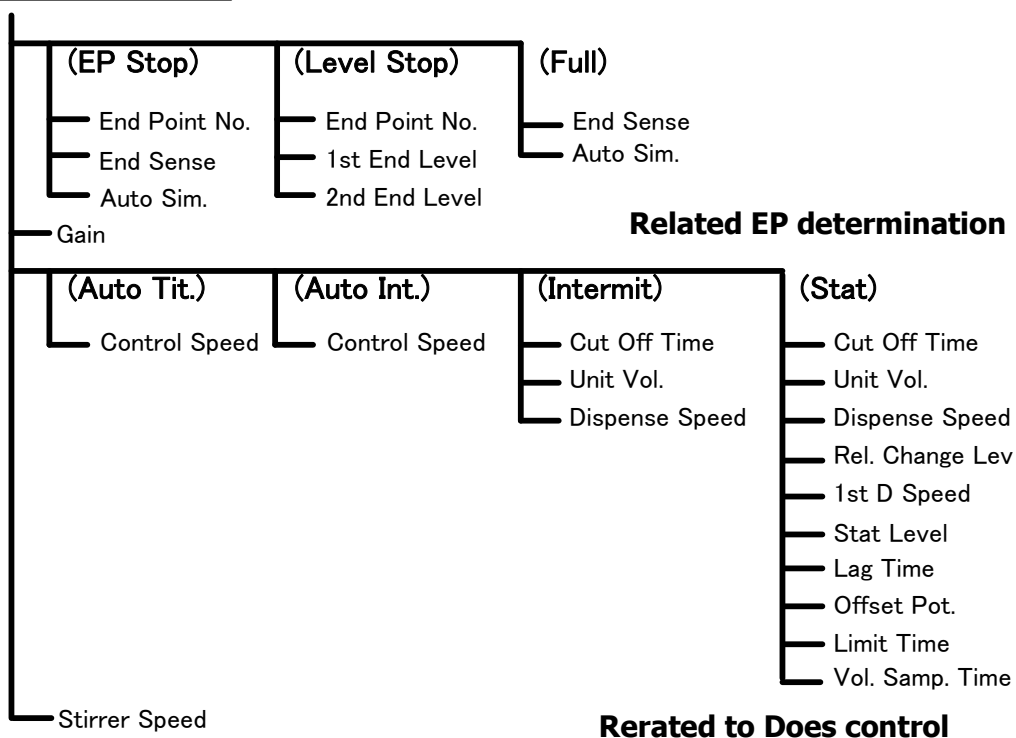 (EP Stop) (Level Stop) (Full)
End Point No. End Point No. End Sense
End Sense 1st End Level Auto Sim.
Auto Sim. 2nd End Level
Related EP determination
Gain
(Auto Tit.) (Auto Int.) (Intermit) (Stat)
Control Speed Control Speed Cut Off Time Cut Off Time
Unit Vol. Unit Vol.
Dispense Speed Dispense Speed
Rel. Change Lev
1st D Speed
Stat Level
Lag Time
Offset Pot.
Limit Time
Vol. Samp. Time
Stirrer Speed
Rerated to Does control